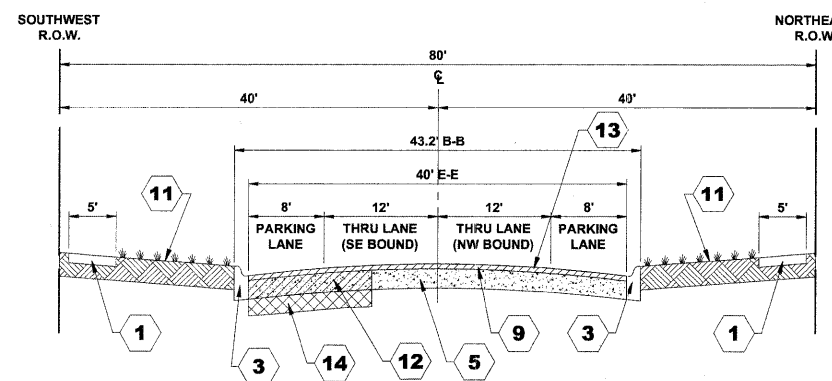 SOUTHWEST
R.O.W.
NORTHEA
R.O.W
80'
℄
40'
40'
43.2' B-B
13
40' E-E
11
11
5'
8'
12'
12'
8'
5'
PARKING
LANE
THRU LANE
(SE BOUND)
THRU LANE
(NW BOUND)
PARKING
LANE
1
3
14
12
5
9
3
1